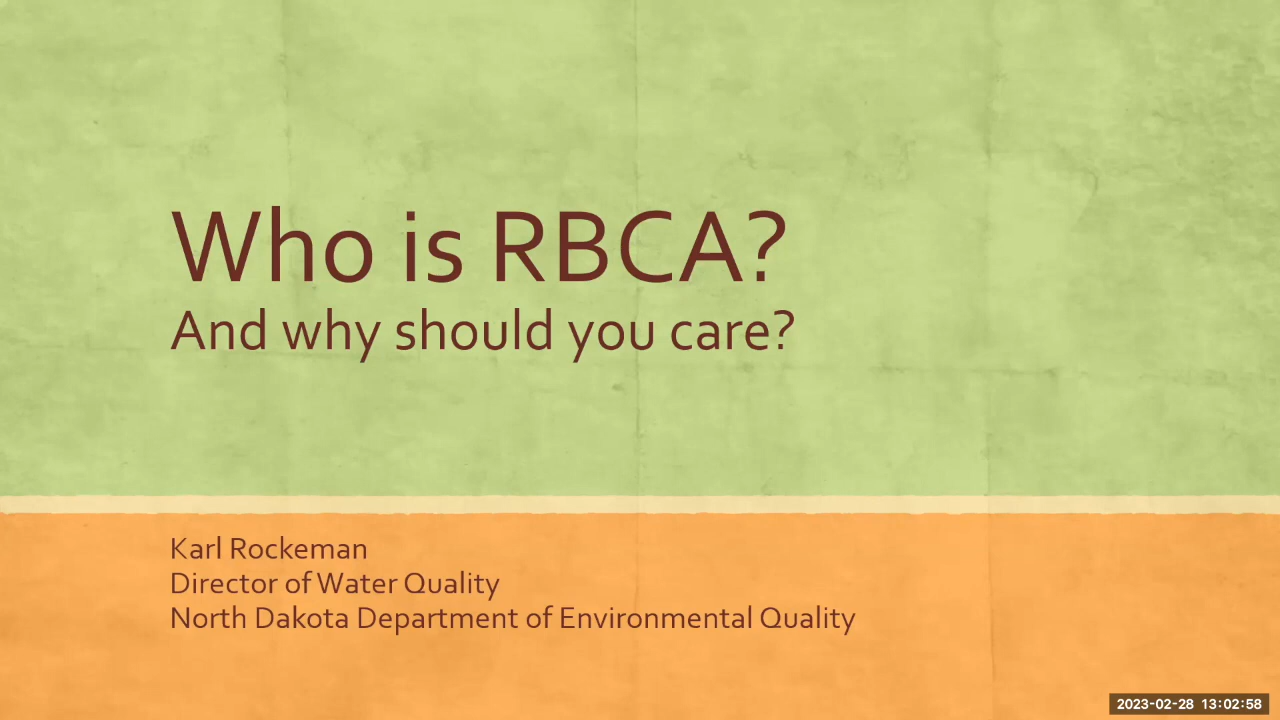 Who is RBCA?
And why should you care?
Karl Rockeman
Director of Water Quality
North Dakota Department of Environmental Quality
2023-02-28 13:02:58